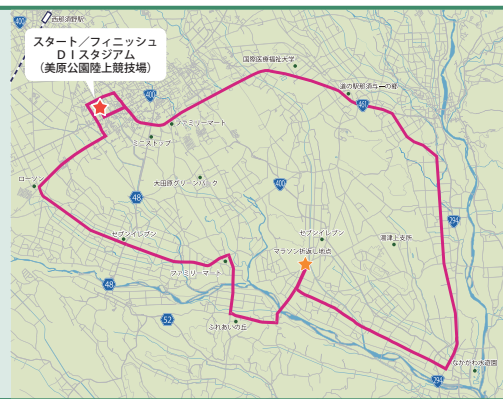 400
西那須野駅
スタート／フィニッシュ
ＤＩスタジアム
（美原公園陸上競技場）
国際医療福祉大学
道の駅那須与一の郷
400
461
ファミリーマート
ミニストップ
ローソン
大田原グリーンパーク
400
48
294
セブンイレブン
セブンイレブン
湯津上支所
マラソン折返し地点
ファミリーマート
48
52
ふれあいの丘
なかがわ水遊園
294